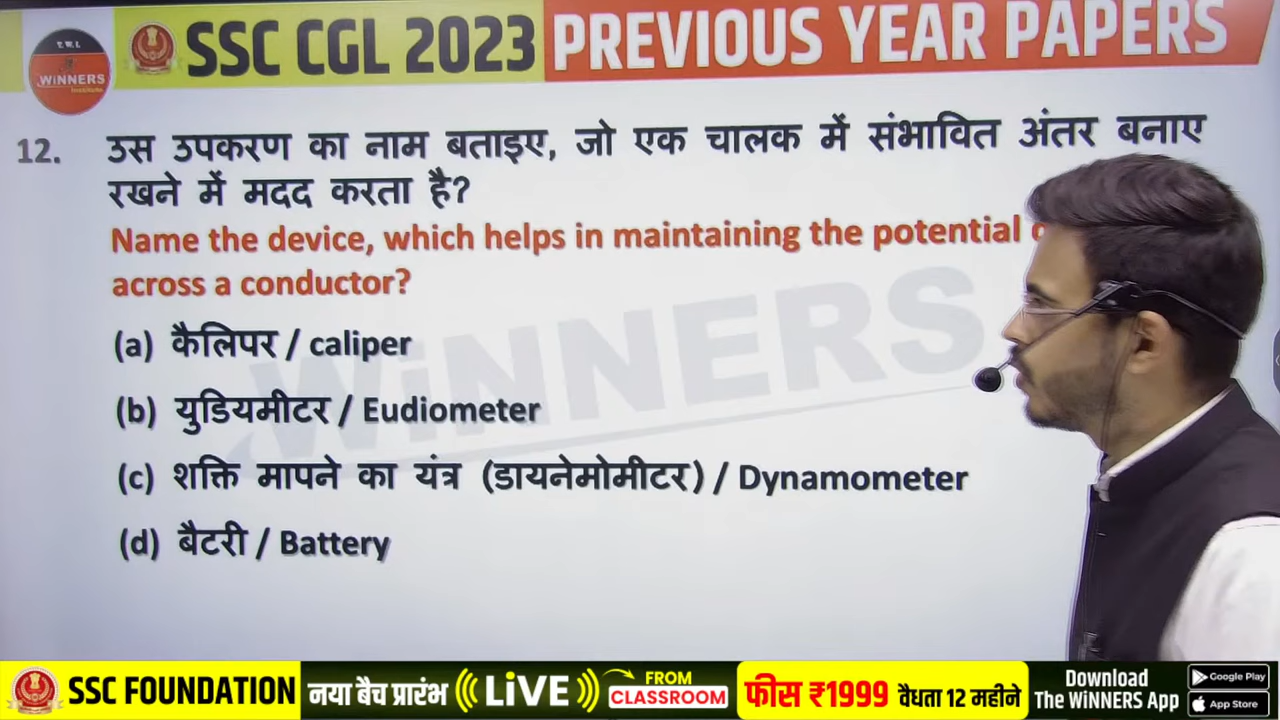 T.W.I.
WiNNERS
Institute
SSC CGL 2023 PREVIOUS YEAR PAPERS
12. उस उपकरण का नाम बताइए, जो एक चालक में संभावित अंतर बनाए
रखने में मदद करता है?
Name the device, which helps in maintaining the potential
across a conductor?
WiNNERS
(a) कैलिपर / caliper
(b) युडियमीटर / Eudiometer
(c) शक्ति मापने का यंत्र (डायनेमोमीटर) / Dynamometer
(d) बैटरी / Battery
SSC FOUNDATION नया बैच प्रारंभ LiVE FROM CLASSROOM फीस ₹1999 वैधता 12 महीने Download The WiNNERS App
Google Play
App Store